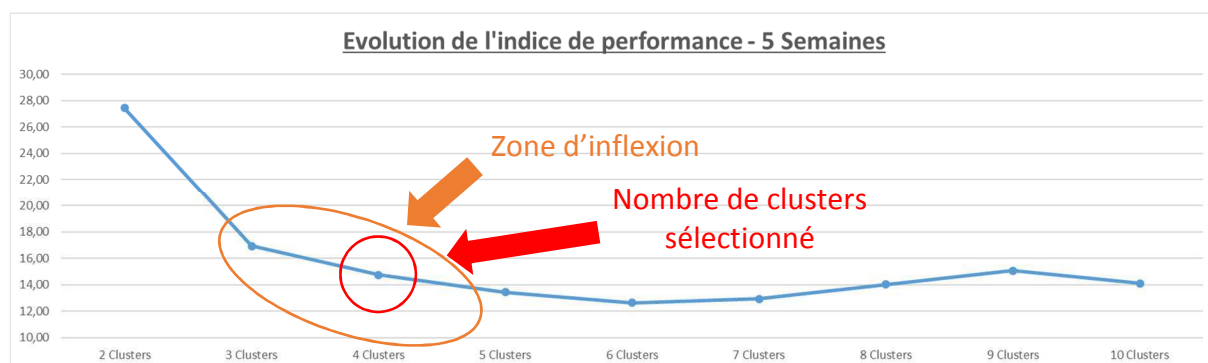 Evolution de l'indice de performance - 5 Semaines
30,00
28,00
26,00
24,00
22,00
20,00
18,00
16,00
14,00
12,00
10,00
Zone d’inflexion
Nombre de clusters
sélectionné
2 Clusters
3 Clusters
4 Clusters
5 Clusters
6 Clusters
7 Clusters
8 Clusters
9 Clusters
10 Clusters